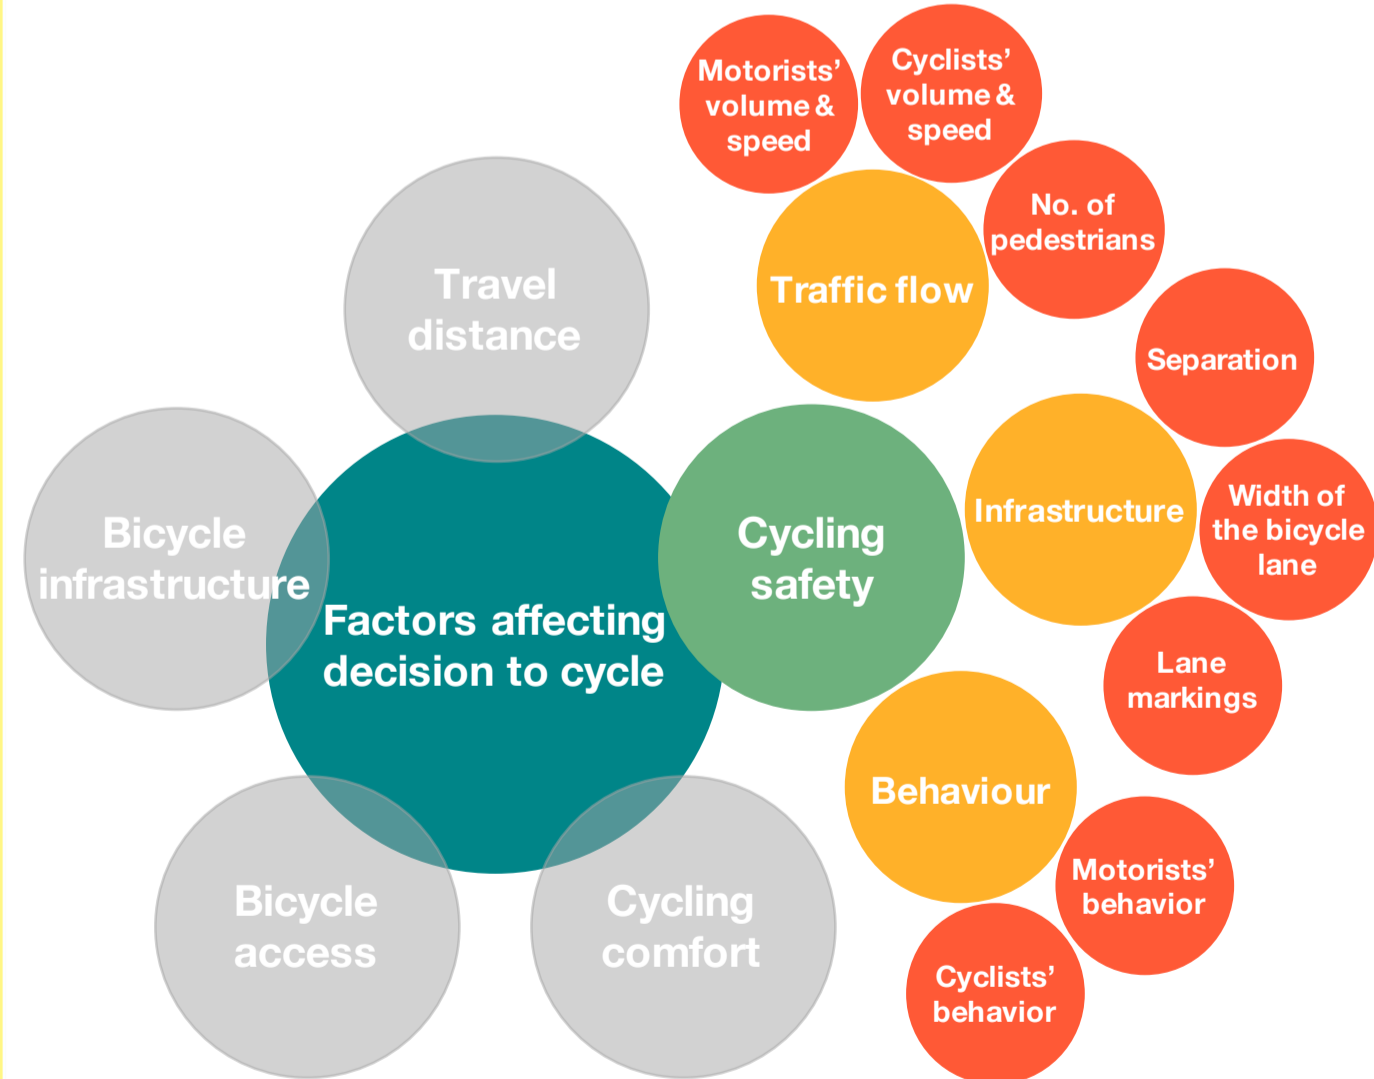 Motorists’
volume &
speed
Cyclists’
volume &
speed
No. of
pedestrians
Travel
distance
Traffic flow
Separation
Bicycle
infrastructure
Factors affecting
decision to cycle
Cycling
safety
Infrastructure
Width of
the bicycle
lane
Lane
markings
Behaviour
Motorists’
behavior
Bicycle
access
Cycling
comfort
Cyclists’
behavior